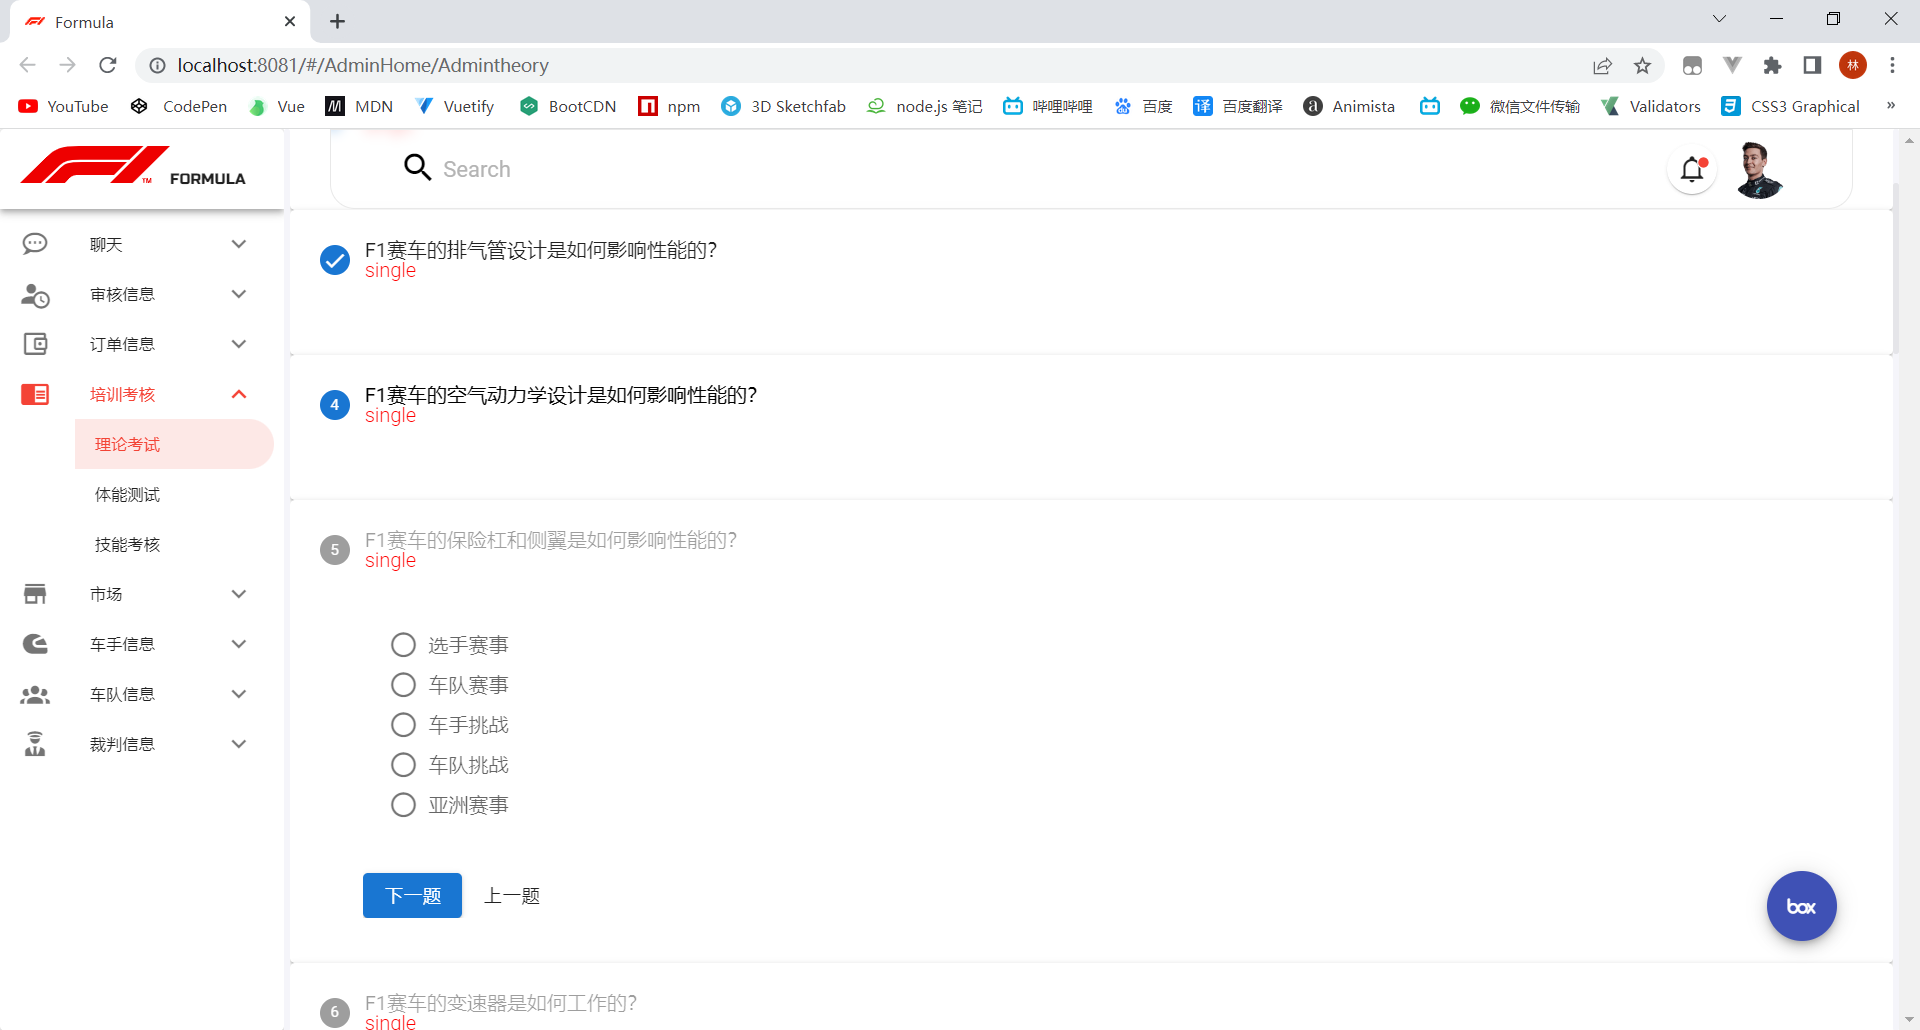 Formula
localhost:8081/#/AdminHome/Admintheory
林
YouTube
CodePen
Vue
MDN
Vuetify
BootCDN
npm
3D Sketchfab
node.js 笔记
哔哩哔哩
百度
百度翻译
Animista
微信文件传输
Validators
CSS3 Graphical
»
FORMULA
TM
Search
聊天
审核信息
订单信息
培训考核
理论考试
体能测试
技能考核
市场
车手信息
车队信息
裁判信息
F1赛车的排气管设计是如何影响性能的?
single
4
F1赛车的空气动力学设计是如何影响性能的?
single
5
F1赛车的保险杠和侧翼是如何影响性能的?
single
选手赛事
车队赛事
车手挑战
车队挑战
亚洲赛事
下一题
上一题
box
6
F1赛车的变速器是如何工作的?
single